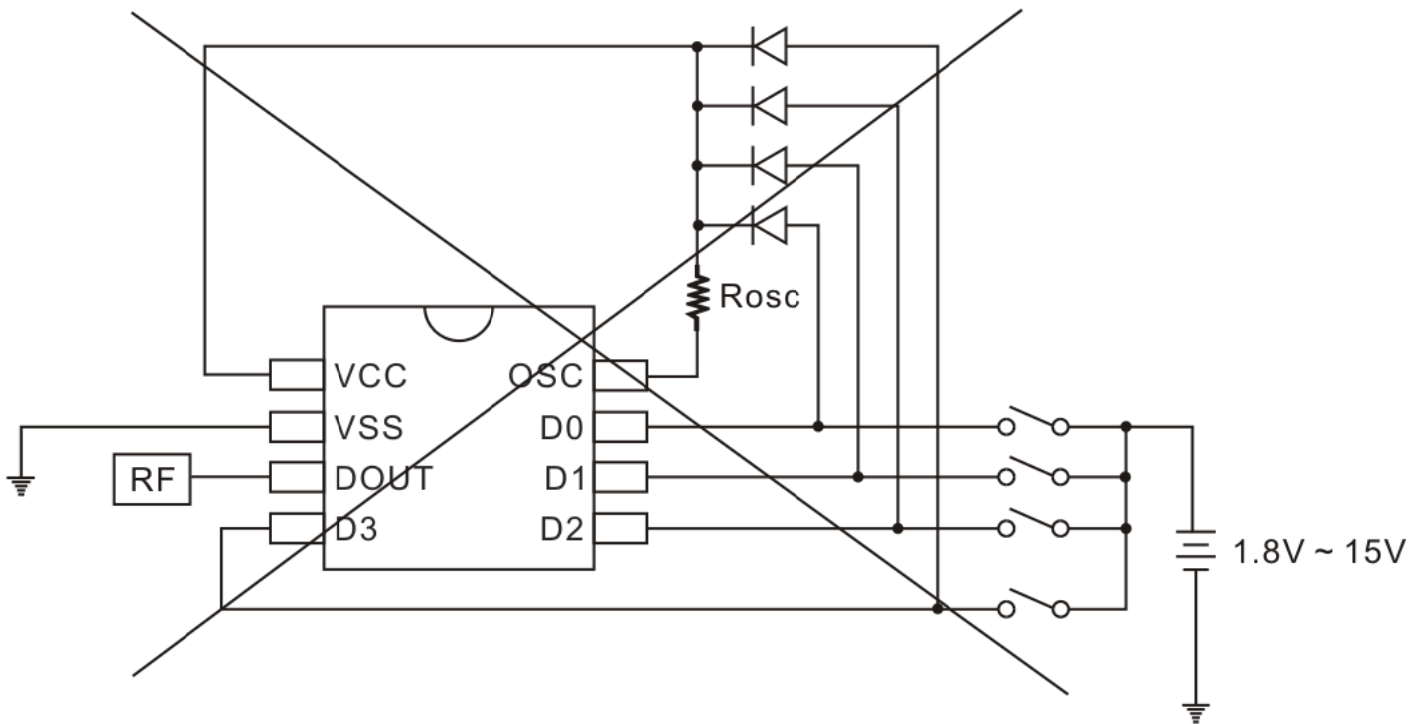 Rosc
VCC OSC
VSS D0
RF DOUT D1
D3 D2
1.8V ~ 15V